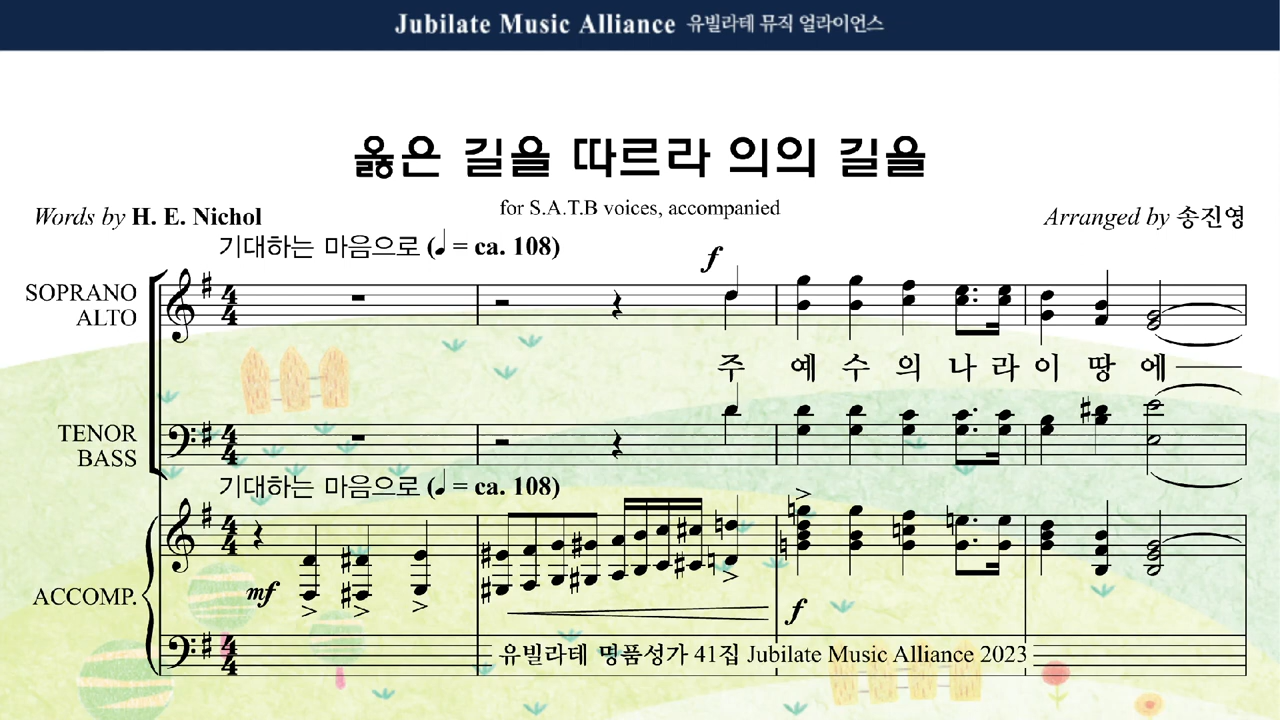 Jubilate Music Alliance 유빌라테 뮤직 얼라이언스
옳은 길을 따르라 의의 길을
for S.A.T.B voices, accompanied
Words by H. E. Nichol
Arranged by 송진영
기대하는 마음으로 (♩ = ca. 108)
f
SOPRANO
ALTO
주 예 수 의 나 라 이 땅 에
TENOR
BASS
기대하는 마음으로 (♩ = ca. 108)
ACCOMP.
mf
f
유빌라테 명품성가 41집 Jubilate Music Alliance 2023